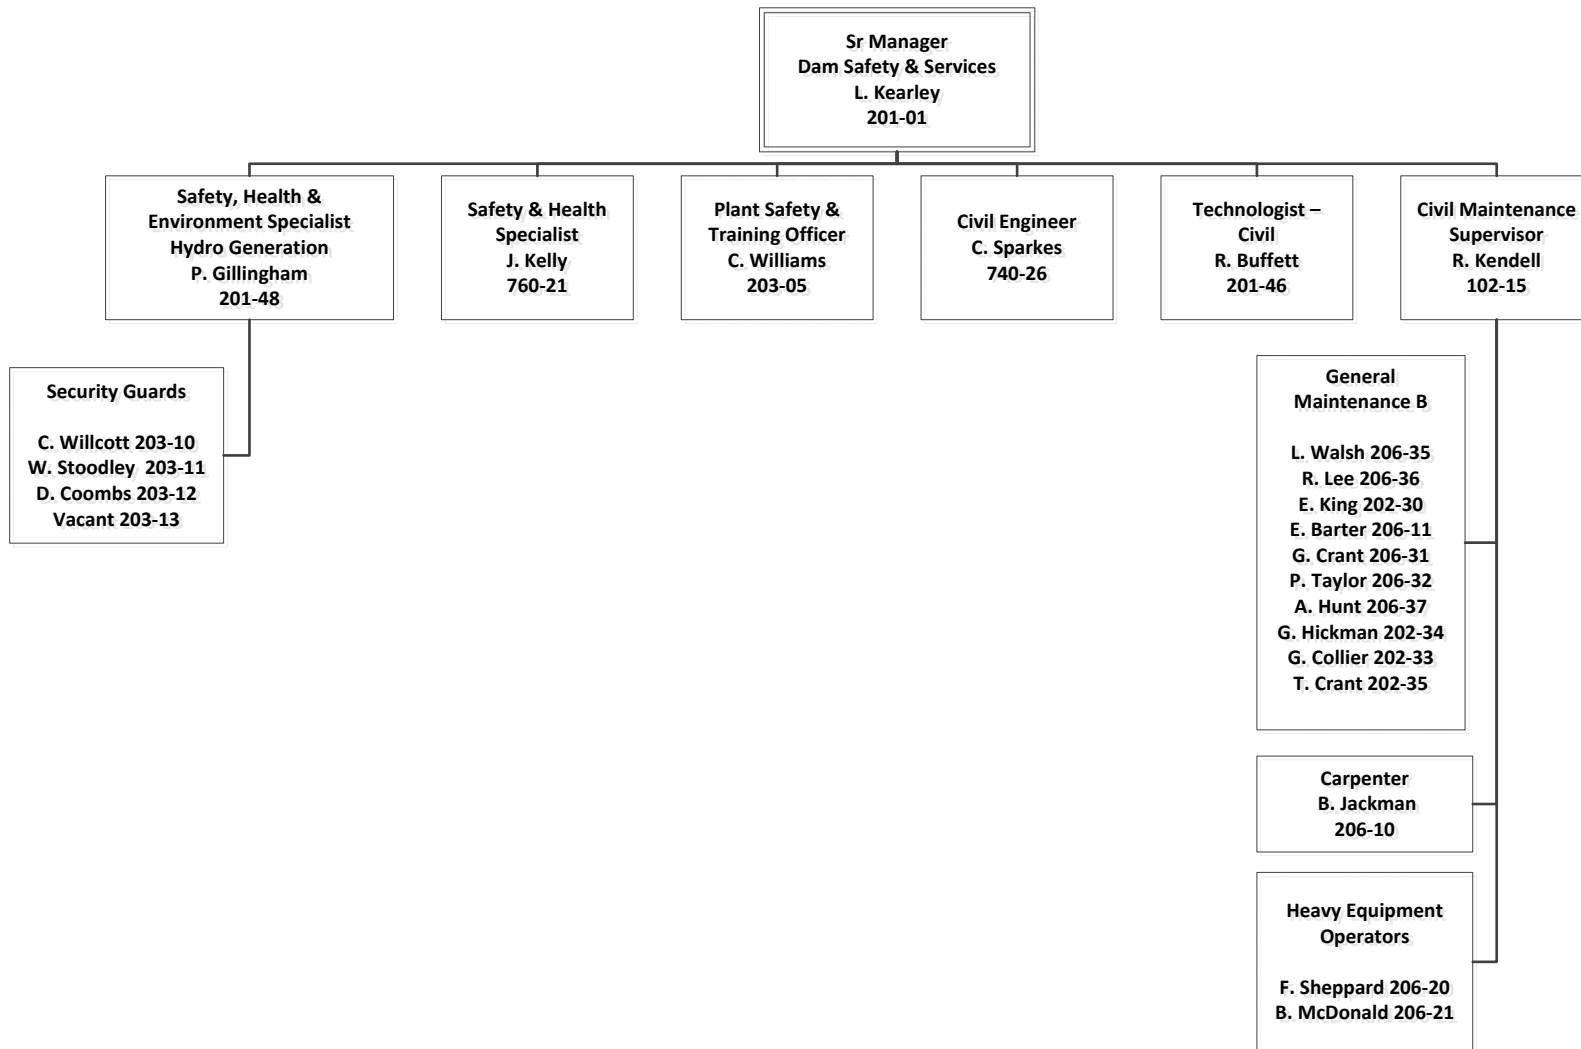 Sr Manager
Dam Safety & Services
L. Kearley
201-01
Safety, Health &
Environment Specialist
Hydro Generation
P. Gillingham
201-48
Safety & Health
Specialist
J. Kelly
760-21
Plant Safety &
Training Officer
C. Williams
203-05
Civil Engineer
C. Sparkes
740-26
Technologist –
Civil
R. Buffett
201-46
Civil Maintenance
Supervisor
R. Kendell
102-15
Security Guards
C. Willcott 203-10
W. Stoodley 203-11
D. Coombs 203-12
Vacant 203-13
General
Maintenance B
L. Walsh 206-35
R. Lee 206-36
E. King 202-30
E. Barter 206-11
G. Crant 206-31
P. Taylor 206-32
A. Hunt 206-37
G. Hickman 202-34
G. Collier 202-33
T. Crant 202-35
Carpenter
B. Jackman
206-10
Heavy Equipment
Operators
F. Sheppard 206-20
B. McDonald 206-21